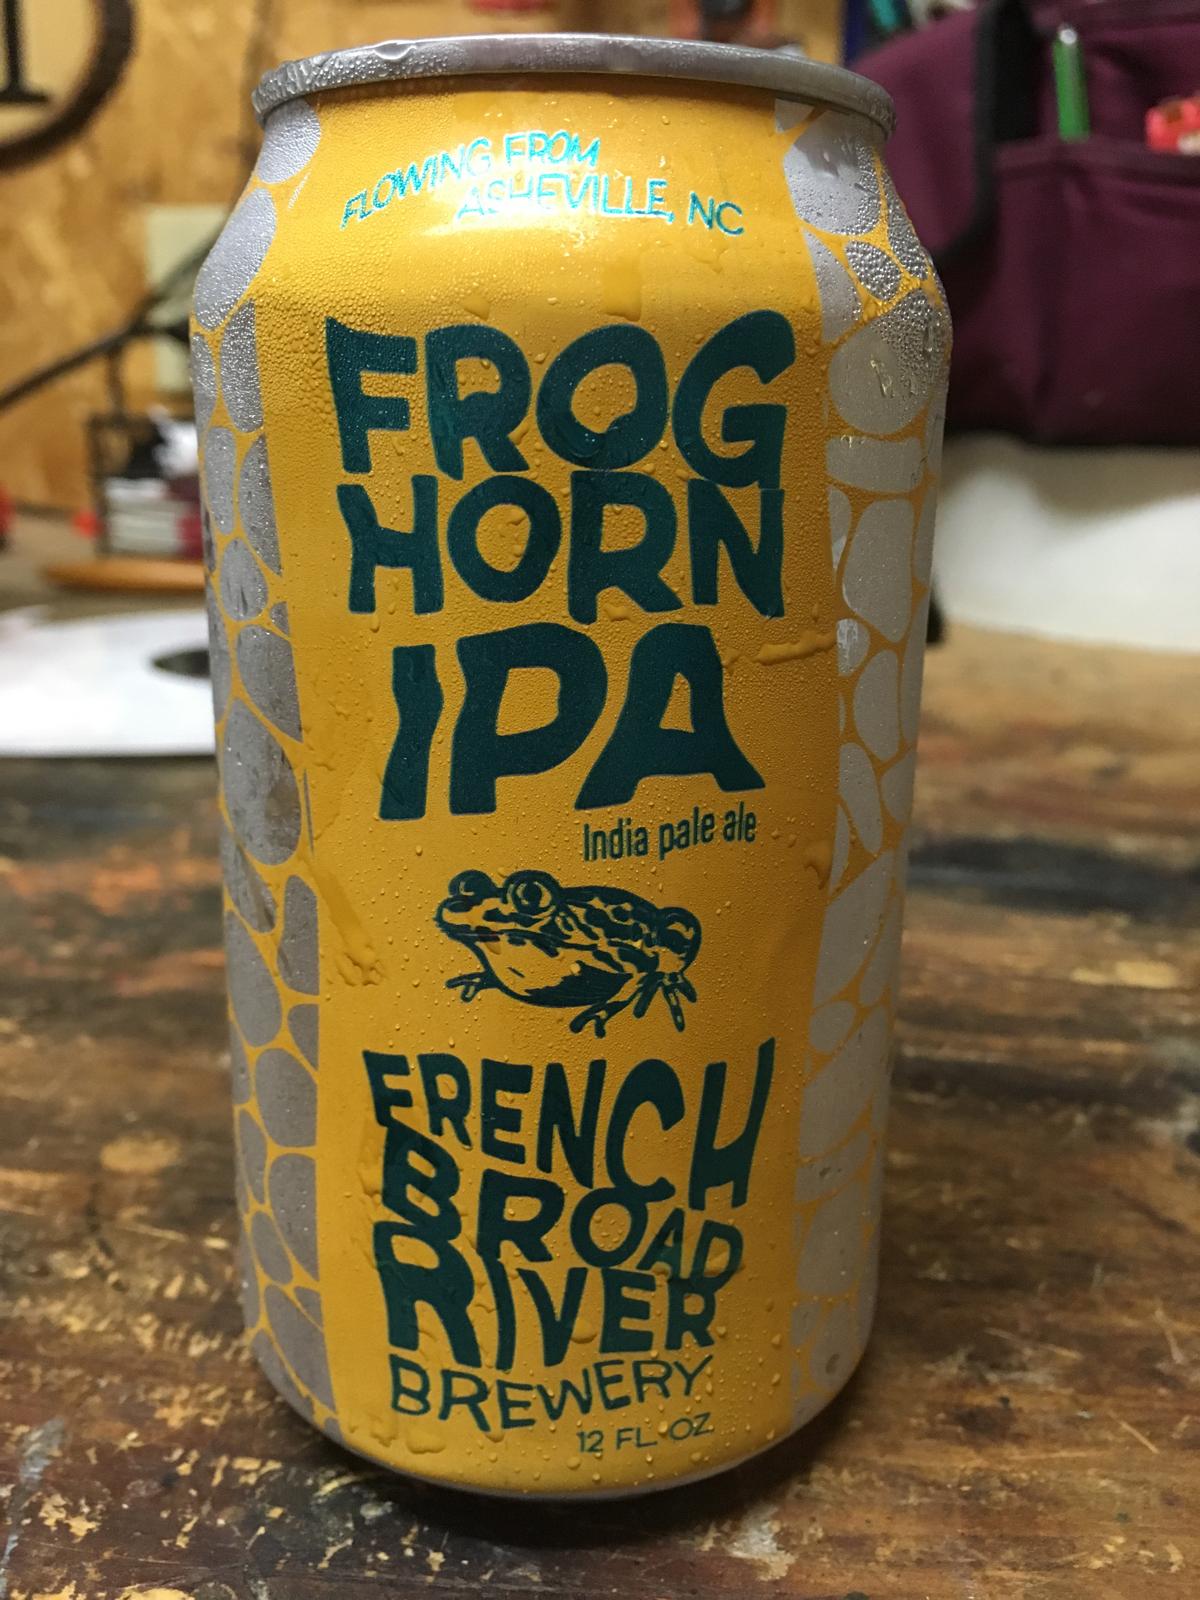 FLOWING FROM
ASHEVILLE, NC
FROG
HORN
IPA
India pale ale
FRENCH
BROAD
RIVER
BREWERY
12 FL. OZ